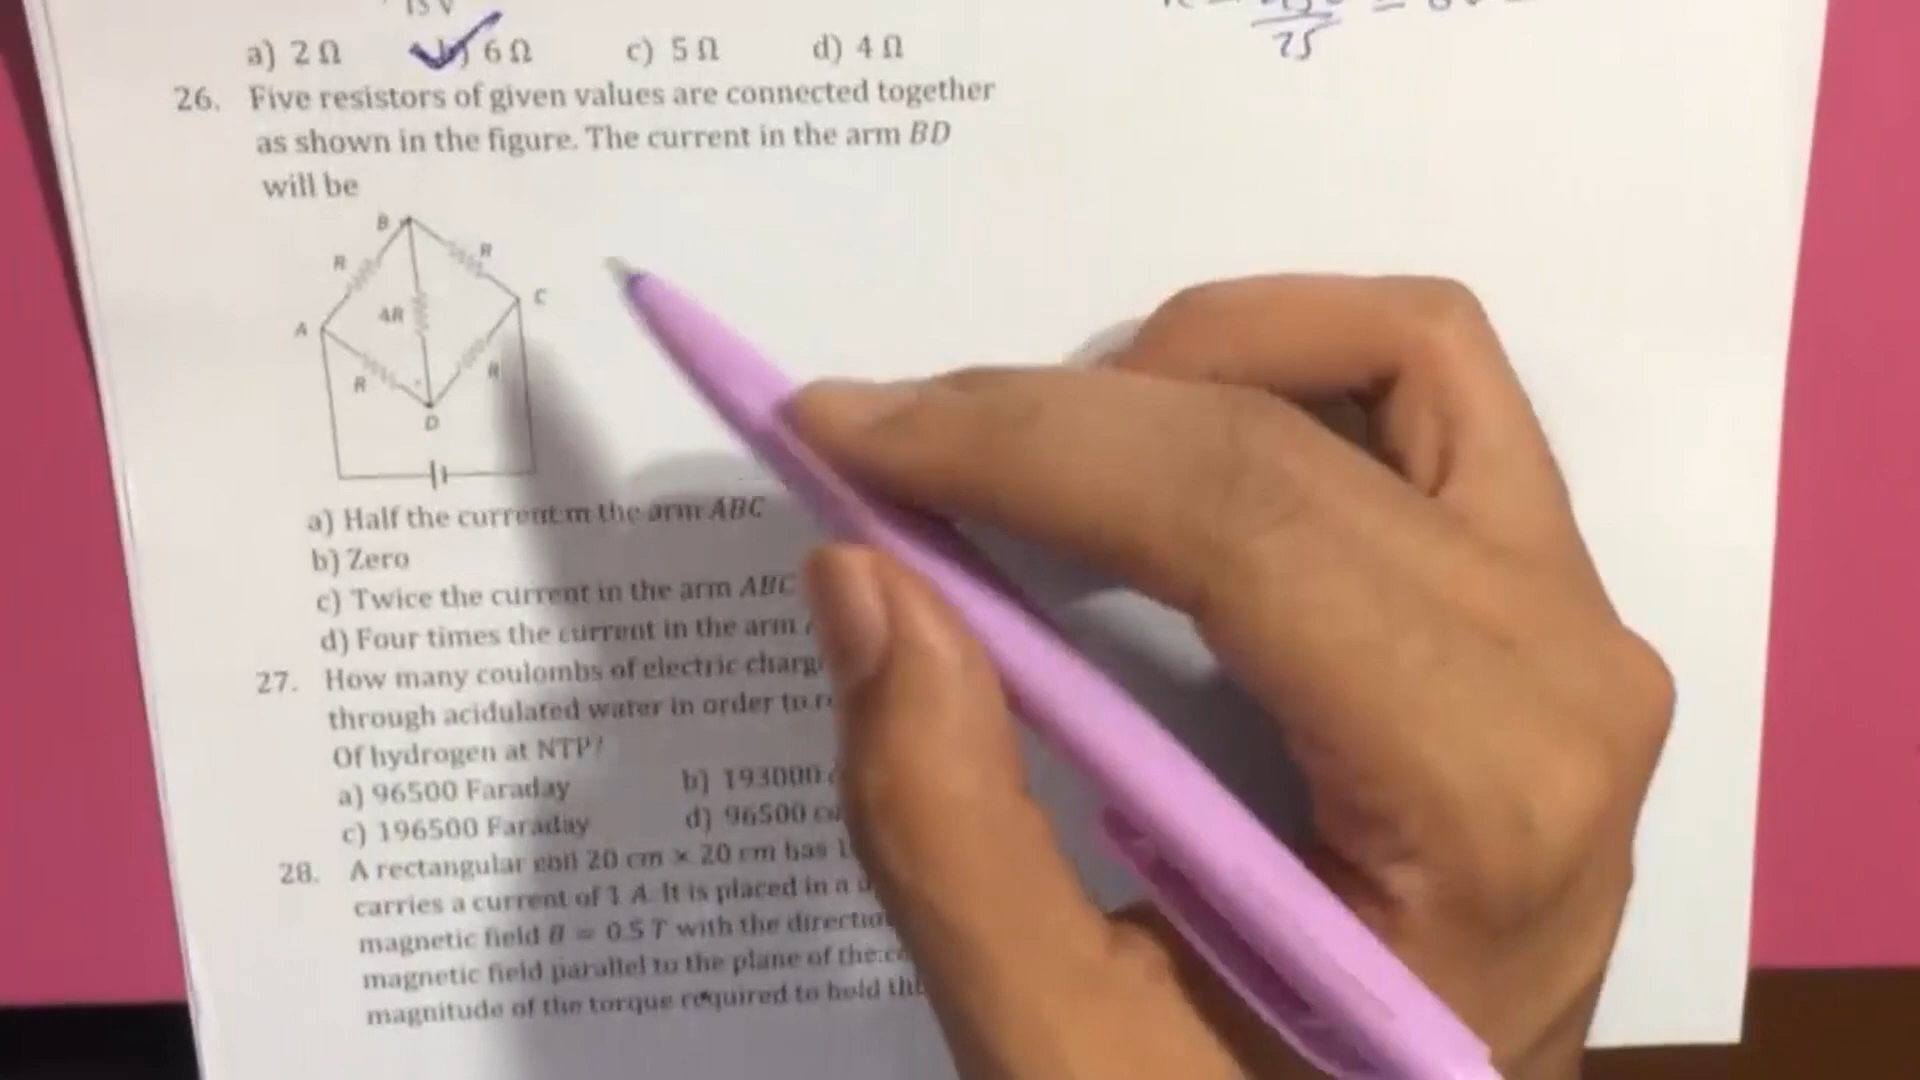 15 V
a) 2 Ω b) 6 Ω c) 5 Ω d) 4 Ω
26. Five resistors of given values are connected together
as shown in the figure. The current in the arm BD
will be
B
R R
C
4R
A
R R
D
a) Half the current in the arm ABC
b) Zero
c) Twice the current in the arm ABC
d) Four times the current in the arm
27. How many coulombs of electric
through acidulated water in order to
Of hydrogen at NTP?
a) 96500 Faraday b) 193000
c) 196500 Faraday d) 96500
28. A rectangular coil 20 cm × 20 cm has
carries a current of 1 A. It is placed in a
magnetic field B = 0.5 T with the
magnetic field parallel to the plane of the
magnitude of the torque required to hold
25